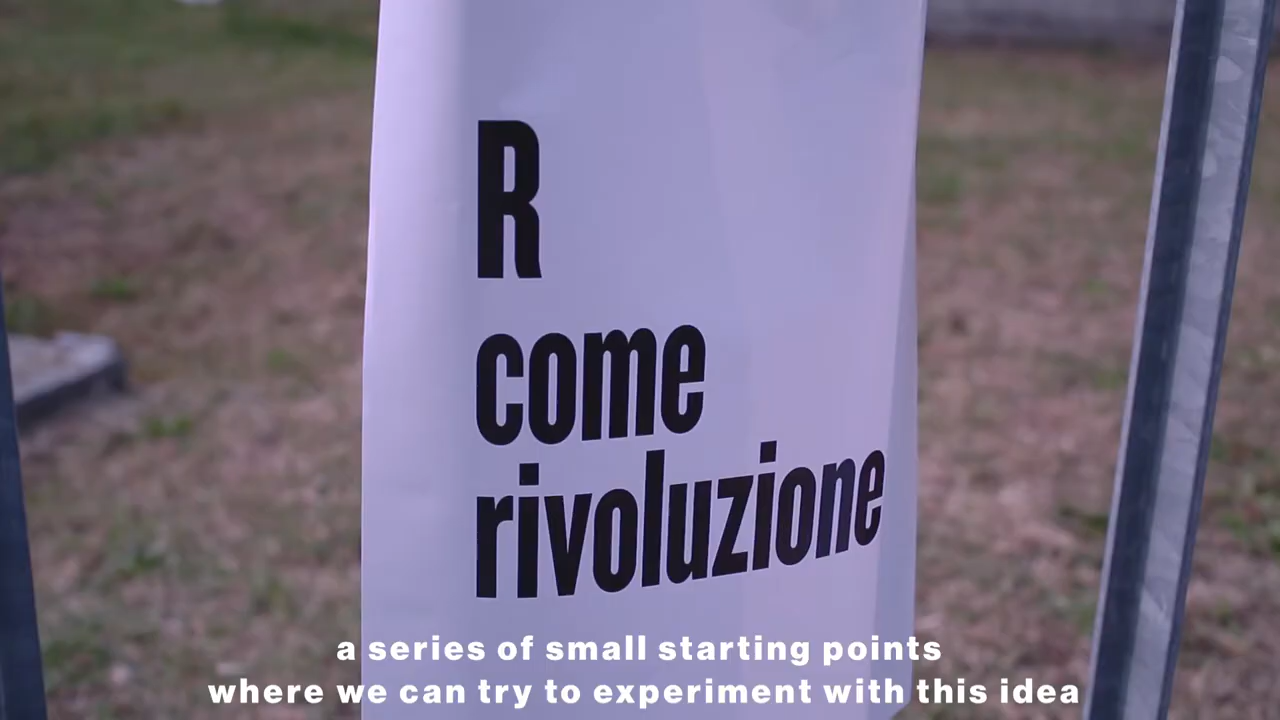 R
come
rivoluzione
a series of small starting points
where we can try to experiment with this idea